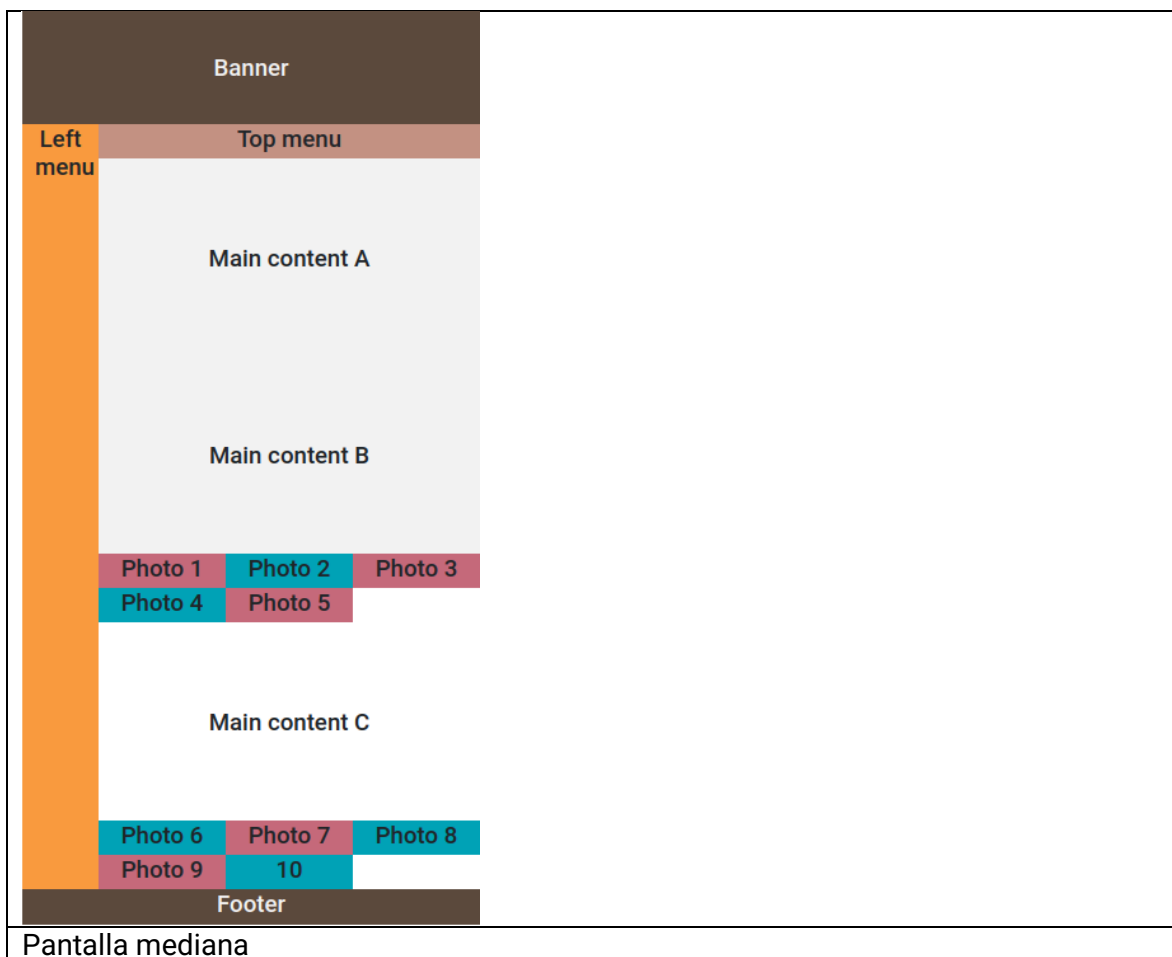 Banner
Left
menu
Top menu
Main content A
Main content B
Photo 1 Photo 2 Photo 3
Photo 4 Photo 5
Main content C
Photo 6 Photo 7 Photo 8
Photo 9 10
Footer
Pantalla mediana